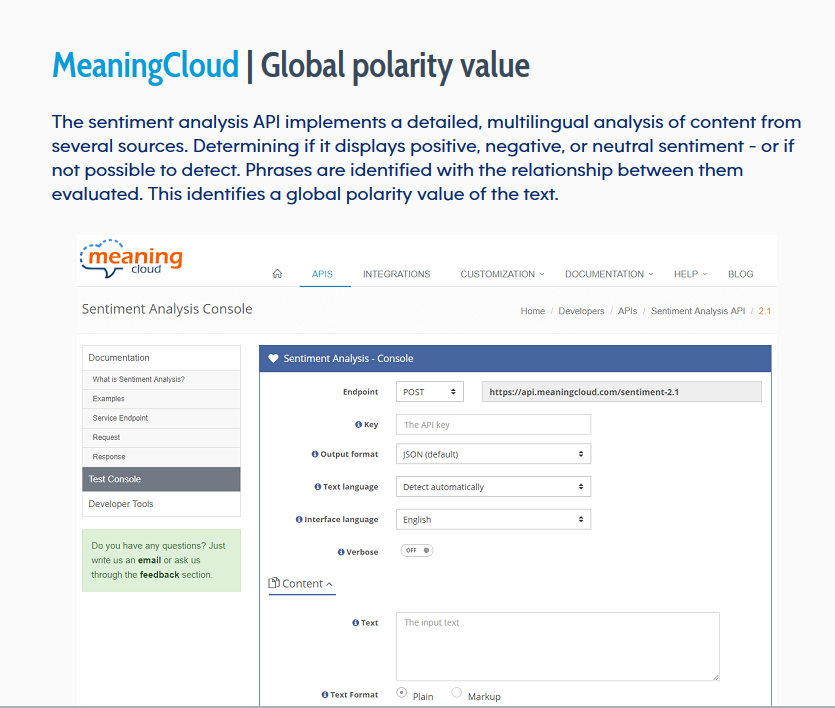 MeaningCloud | Global polarity value
The sentiment analysis API implements a detailed, multilingual analysis of content from
several sources. Determining if it displays positive, negative, or neutral sentiment - or if
not possible to detect. Phrases are identified with the relationship between them
evaluated. This identifies a global polarity value of the text.
meaning
cloud
APIS INTEGRATIONS CUSTOMIZATION DOCUMENTATION HELP BLOG
Sentiment Analysis Console
Home / Developers / APIs / Sentiment Analysis API / 2.1
Documentation
What is Sentiment Analysis?
Examples
Service Endpoint
Request
Response
Test Console
Developer Tools
Do you have any questions? Just
write us an email or ask us
through the feedback section.
Sentiment Analysis - Console
Endpoint POST https://api.meaningcloud.com/sentiment-2.1
Key The API key
Output format JSON (default)
Text language Detect automatically
Interface language English
Verbose OFF
Content
Text The input text
Text Format Plain Markup